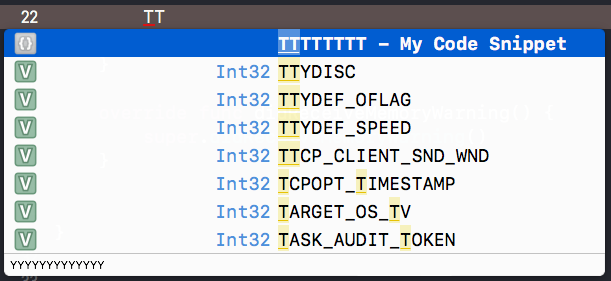 22 TT
{} TTTTTTTT – My Code Snippet
V Int32 TTYDISC
V Int32 TTYDEF_OFLAG
V Int32 TTYDEF_SPEED
V Int32 TTCP_CLIENT_SND_WND
V Int32 TCPOPT_TIMESTAMP
V Int32 TARGET_OS_TV
V Int32 TASK_AUDIT_TOKEN
YYYYYYYYYYYYY